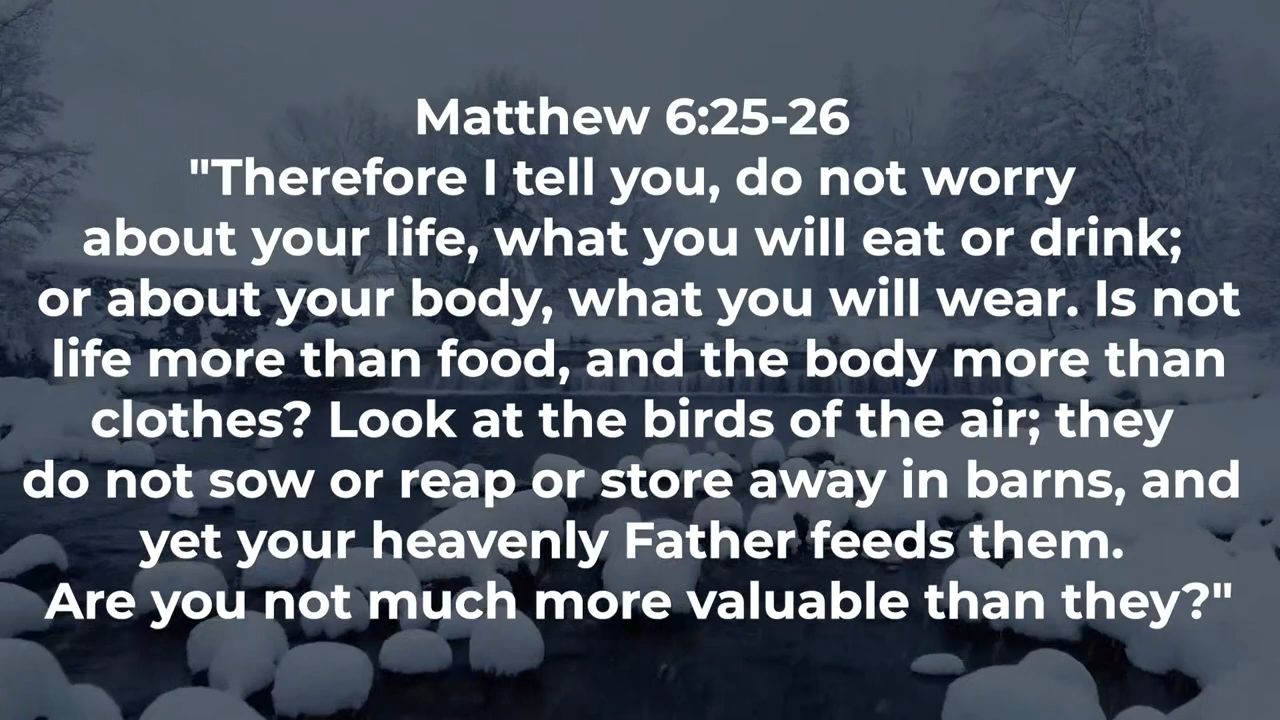 Matthew 6:25-26
"Therefore I tell you, do not worry
about your life, what you will eat or drink;
or about your body, what you will wear. Is not
life more than food, and the body more than
clothes? Look at the birds of the air; they
do not sow or reap or store away in barns, and
yet your heavenly Father feeds them.
Are you not much more valuable than they?"